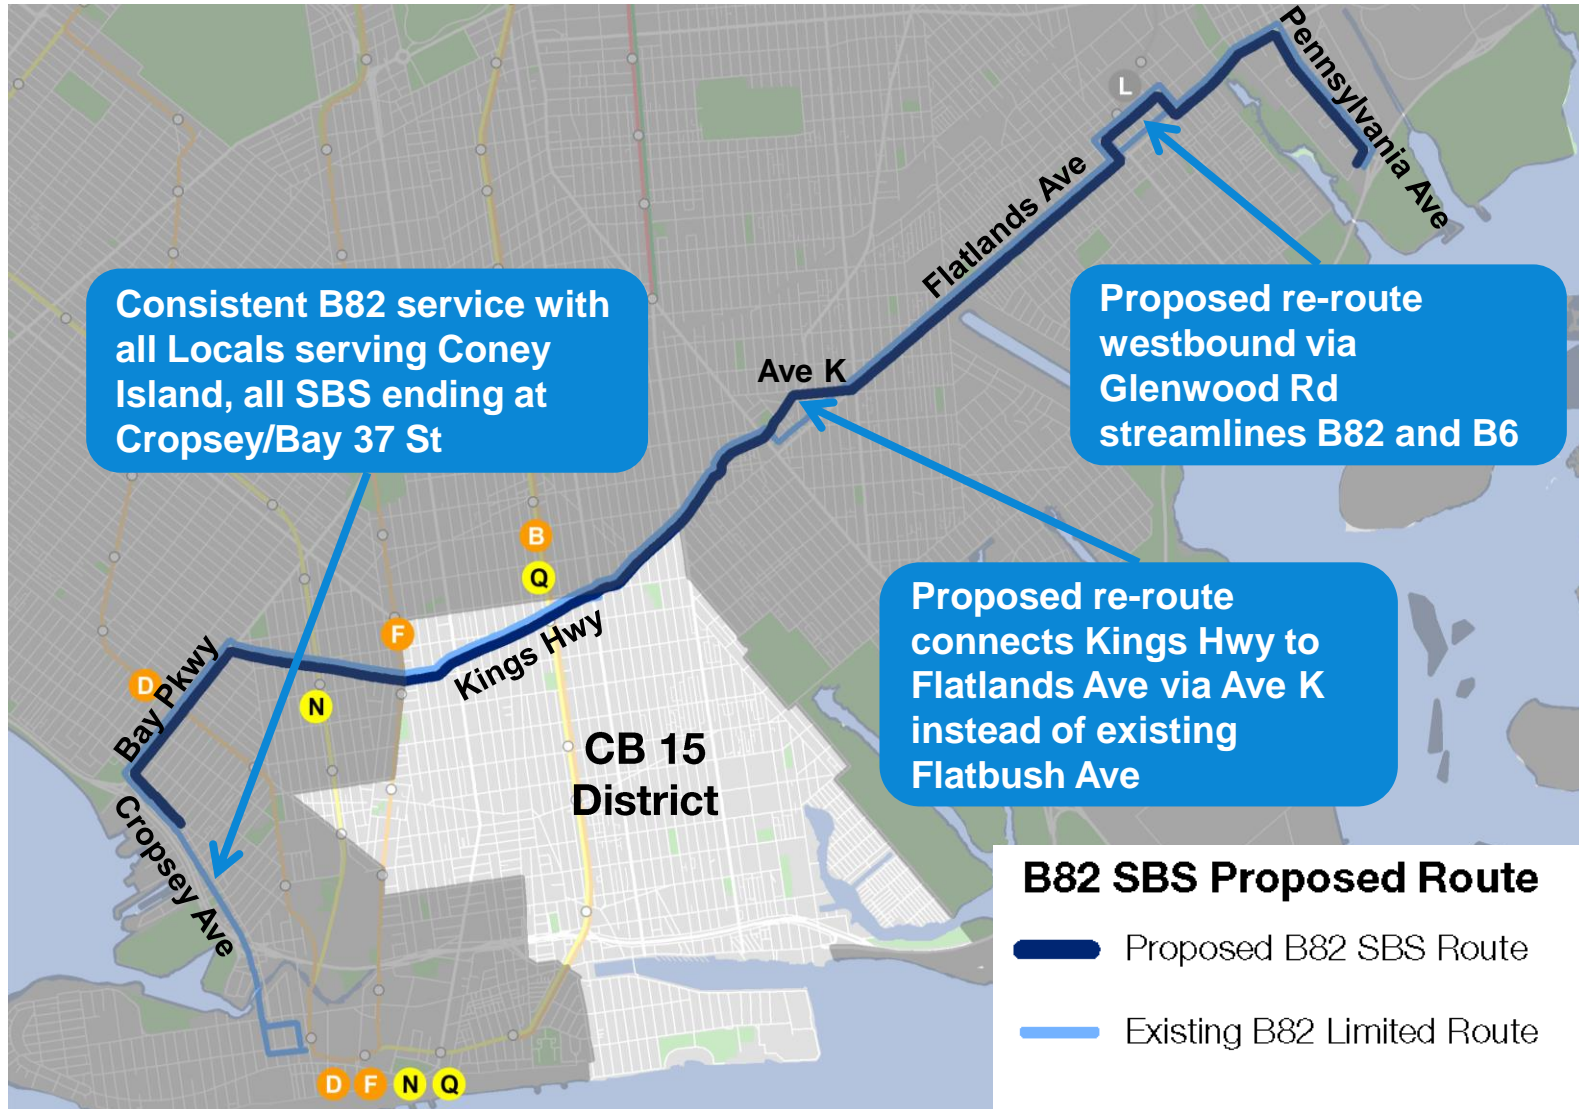 Pennsylvania Ave
L
Flatlands Ave
Consistent B82 service with
all Locals serving Coney
Island, all SBS ending at
Cropsey/Bay 37 St
Proposed re-route
westbound via
Glenwood Rd
streamlines B82 and B6
Ave K
B
Q
Proposed re-route
connects Kings Hwy to
Flatlands Ave via Ave K
instead of existing
Flatbush Ave
F
Kings Hwy
Bay Pkwy
D
N
CB 15
District
Cropsey Ave
B82 SBS Proposed Route
Proposed B82 SBS Route
Existing B82 Limited Route
D F N Q